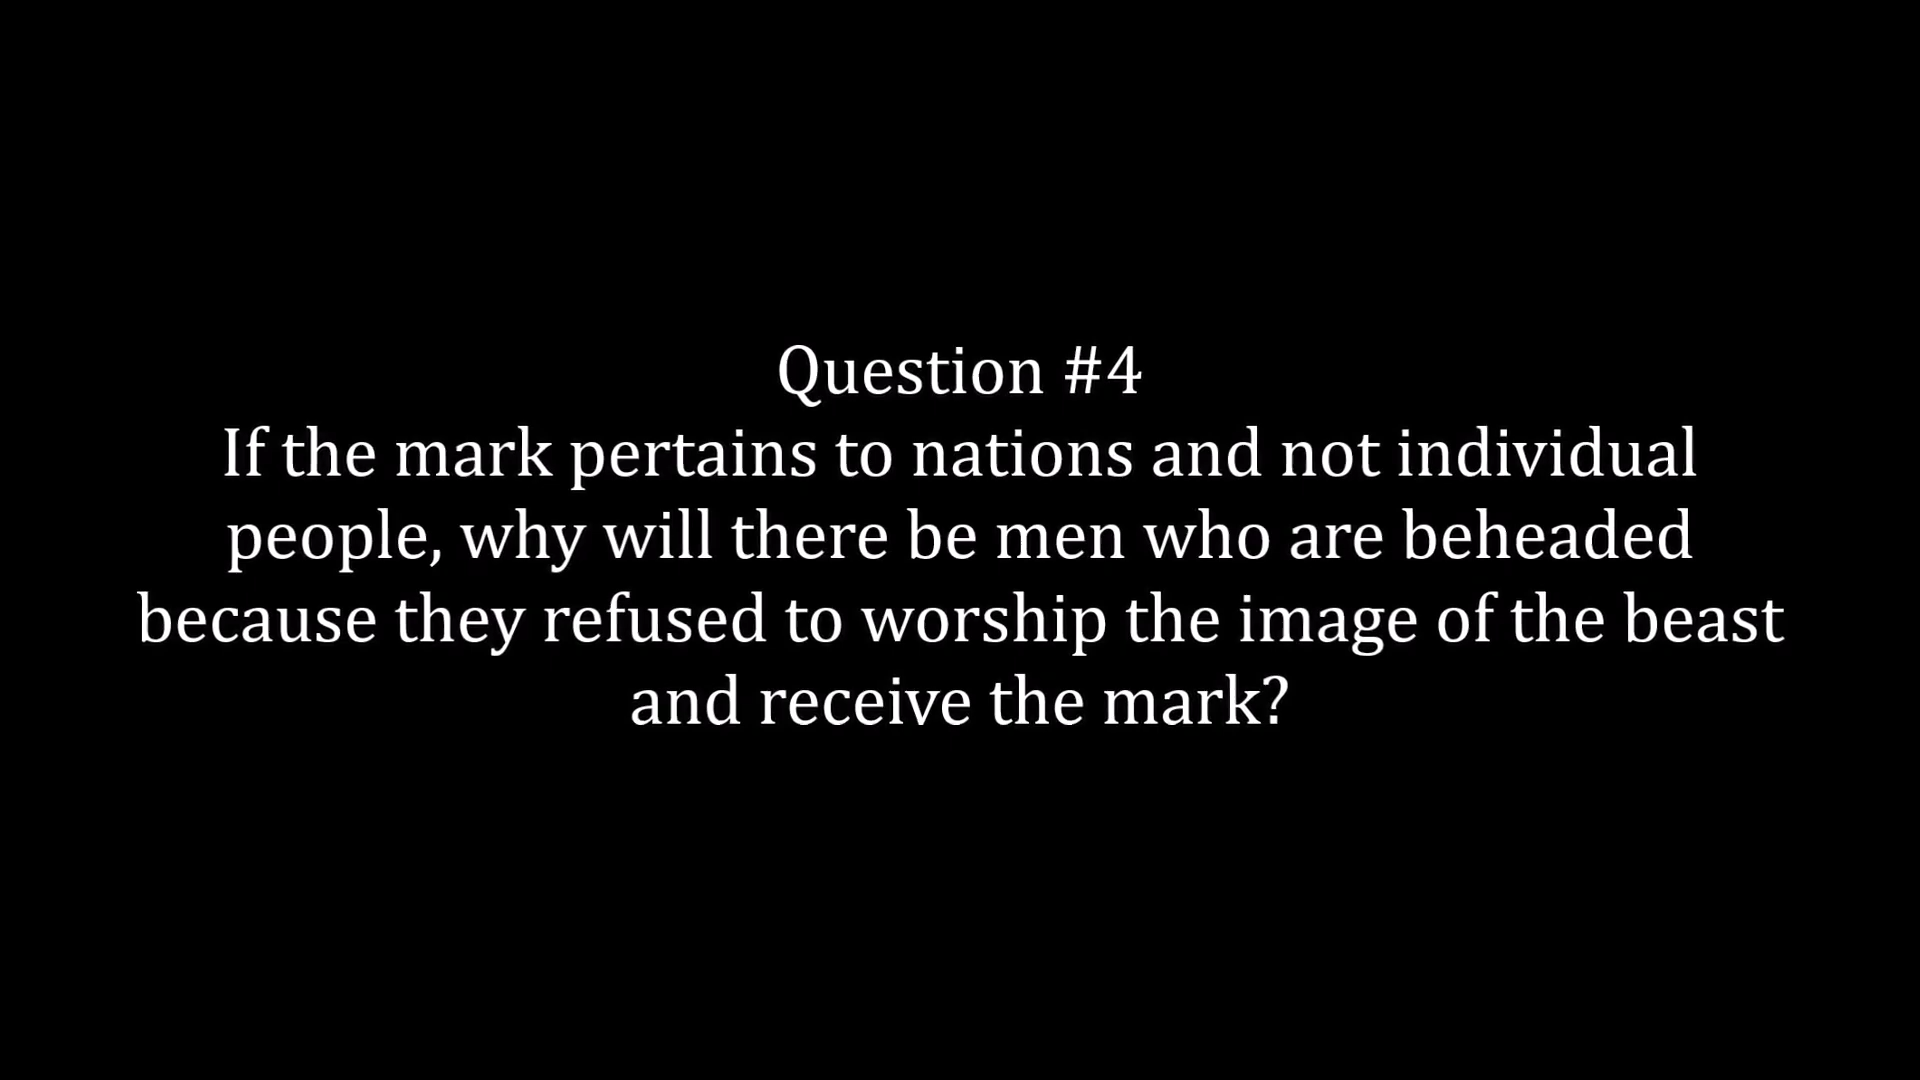 Question #4
If the mark pertains to nations and not individual
people, why will there be men who are beheaded
because they refused to worship the image of the beast
and receive the mark?